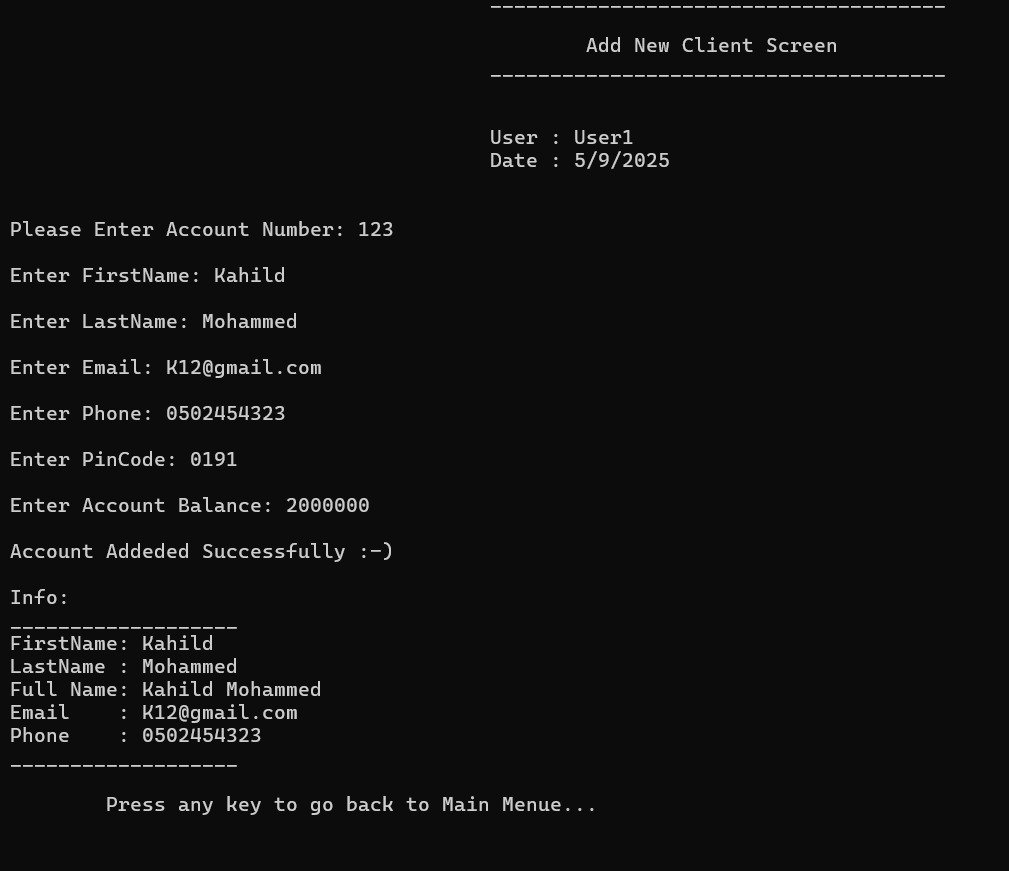 Add New Client Screen
User : User1
Date : 5/9/2025
Please Enter Account Number: 123
Enter FirstName: Kahild
Enter LastName: Mohammed
Enter Email: K12@gmail.com
Enter Phone: 0502454323
Enter PinCode: 0191
Enter Account Balance: 2000000
Account Addeded Successfully :-)
Info:
___________________
FirstName: Kahild
LastName : Mohammed
Full Name: Kahild Mohammed
Email    : K12@gmail.com
Phone    : 0502454323
___________________
Press any key to go back to Main Menue...